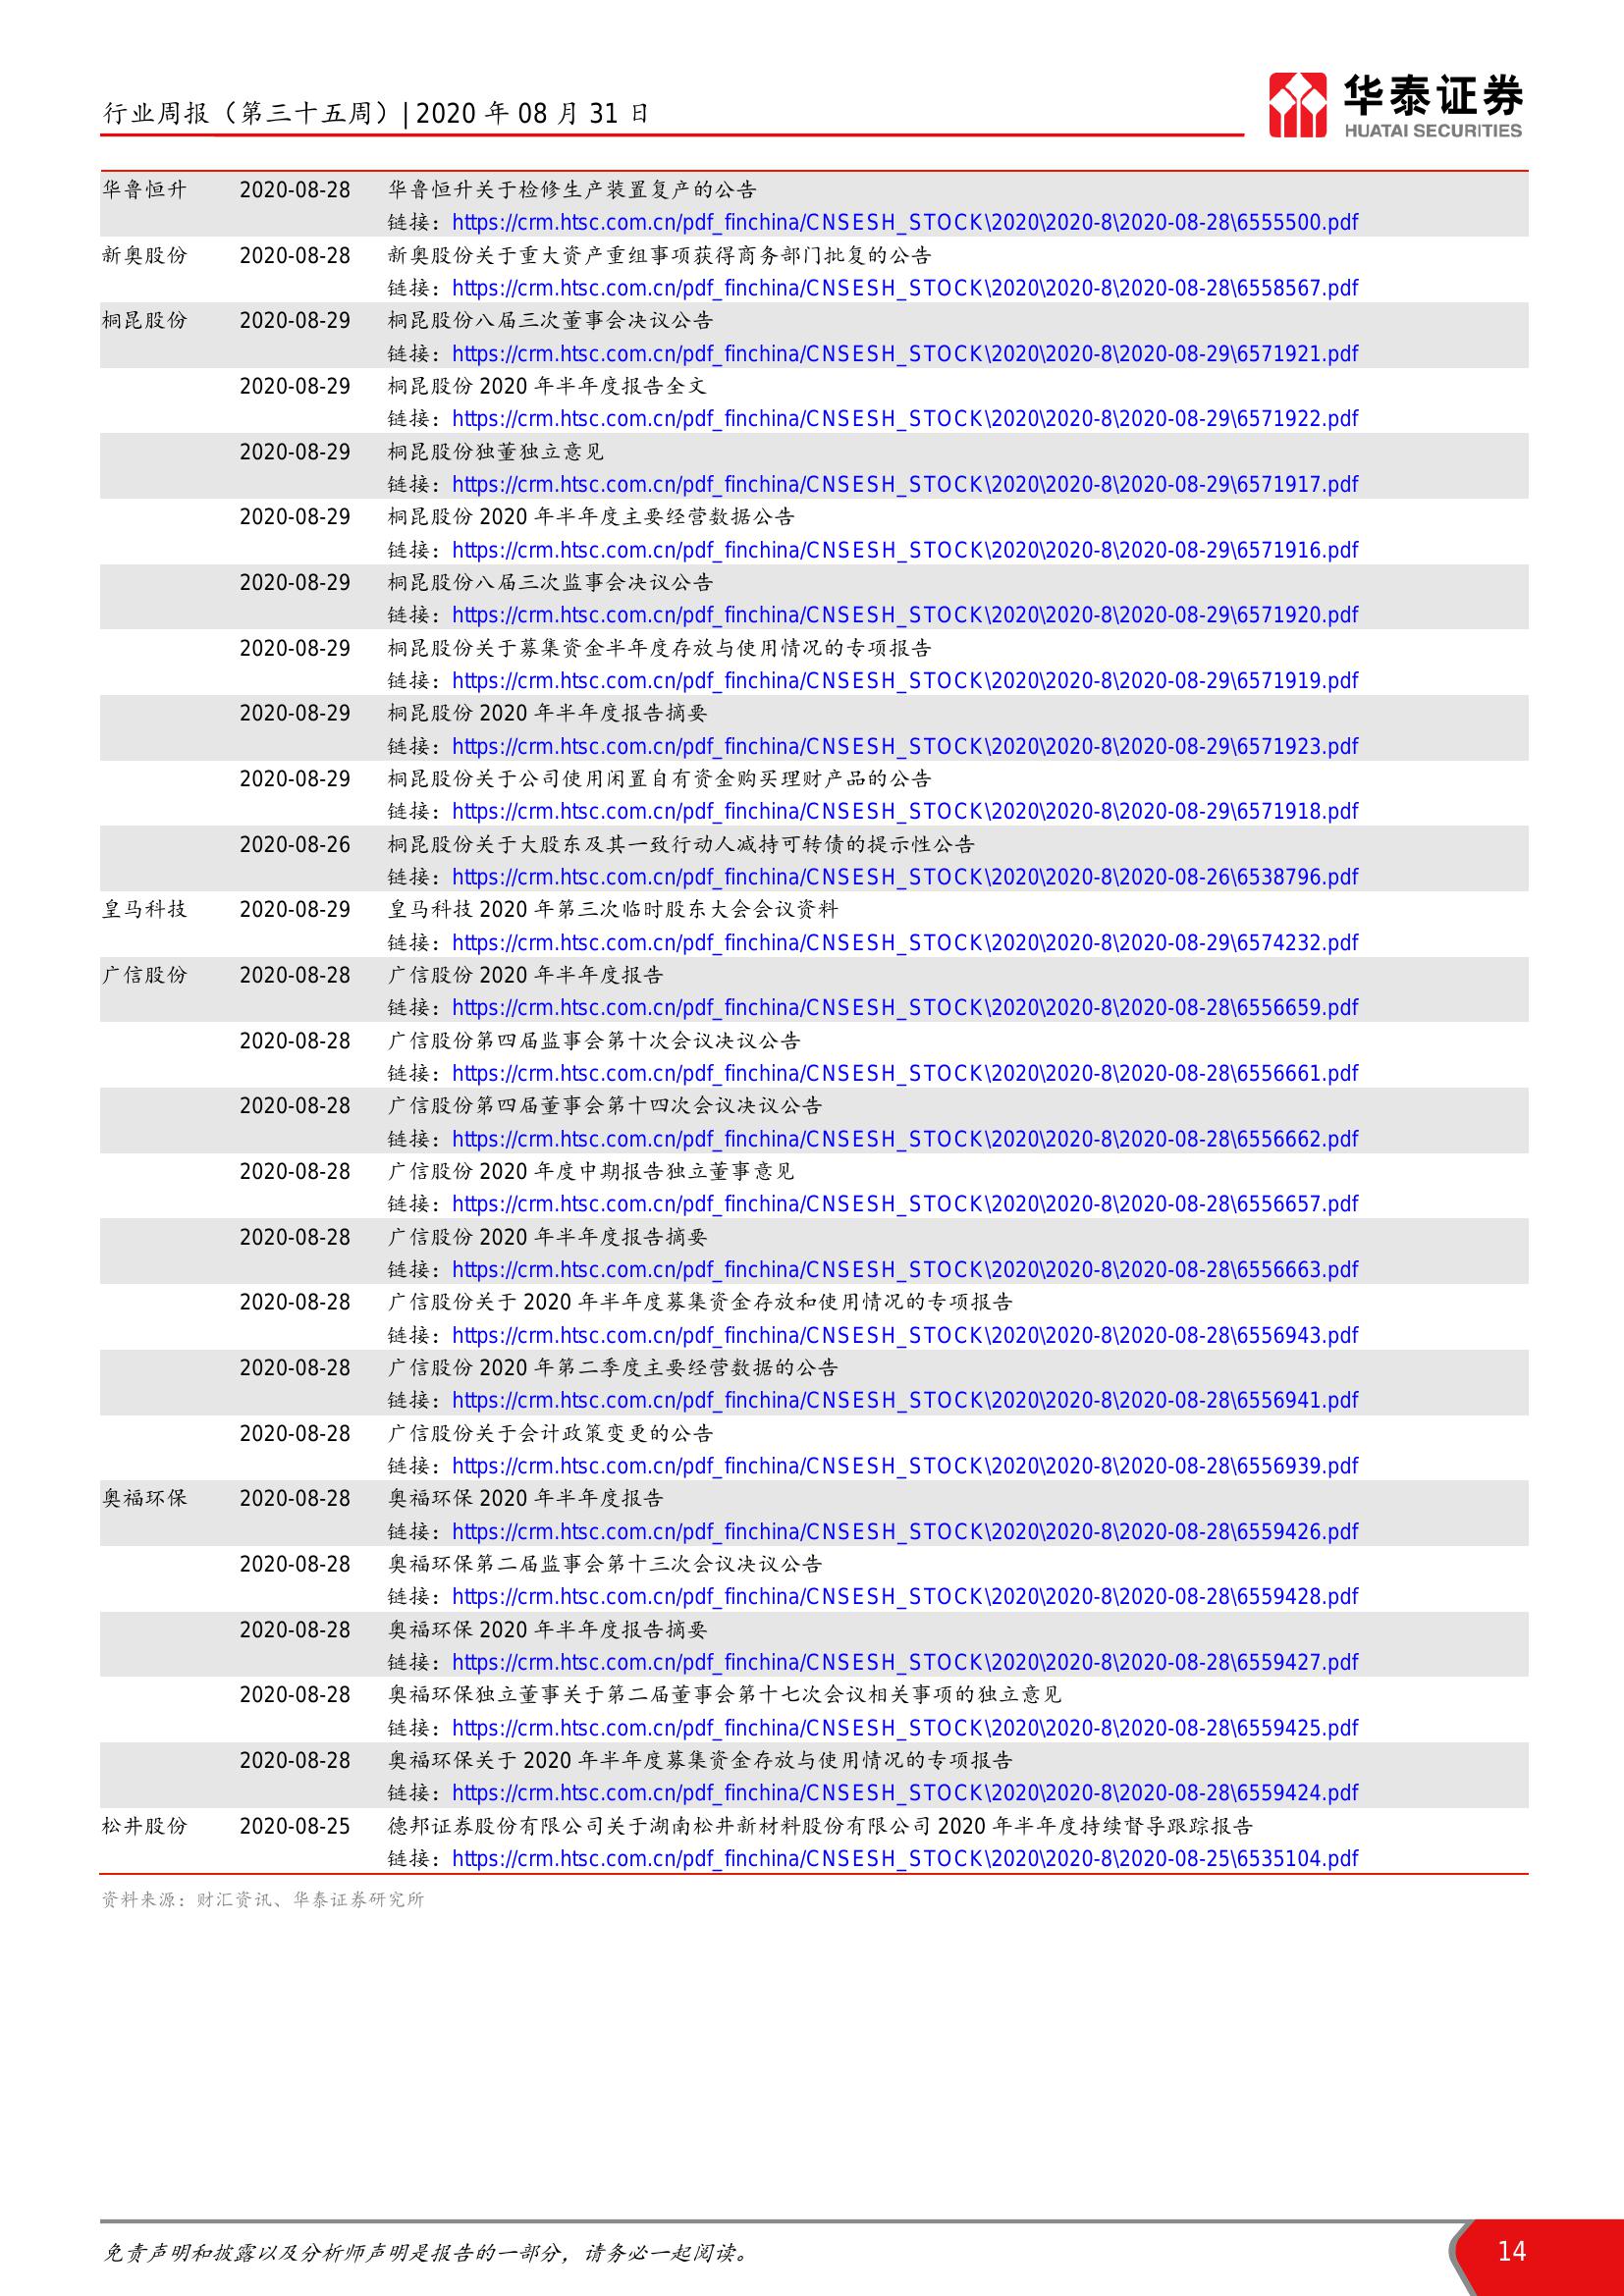 行业周报（第三十五周）| 2020 年 08 月 31 日
华泰证券
HUATAI SECURITIES
华鲁恒升 2020-08-28 华鲁恒升关于检修生产装置复产的公告
链接：https://crm.htsc.com.cn/pdf_finchina/CNSESH_STOCK\2020\2020-8\2020-08-28\6555500.pdf
新奥股份 2020-08-28 新奥股份关于重大资产重组事项获得商务部门批复的公告
链接：https://crm.htsc.com.cn/pdf_finchina/CNSESH_STOCK\2020\2020-8\2020-08-28\6558567.pdf
桐昆股份 2020-08-29 桐昆股份八届三次董事会决议公告
链接：https://crm.htsc.com.cn/pdf_finchina/CNSESH_STOCK\2020\2020-8\2020-08-29\6571921.pdf
2020-08-29 桐昆股份 2020 年半年度报告全文
链接：https://crm.htsc.com.cn/pdf_finchina/CNSESH_STOCK\2020\2020-8\2020-08-29\6571922.pdf
2020-08-29 桐昆股份独董独立意见
链接：https://crm.htsc.com.cn/pdf_finchina/CNSESH_STOCK\2020\2020-8\2020-08-29\6571917.pdf
2020-08-29 桐昆股份 2020 年半年度主要经营数据公告
链接：https://crm.htsc.com.cn/pdf_finchina/CNSESH_STOCK\2020\2020-8\2020-08-29\6571916.pdf
2020-08-29 桐昆股份八届三次监事会决议公告
链接：https://crm.htsc.com.cn/pdf_finchina/CNSESH_STOCK\2020\2020-8\2020-08-29\6571920.pdf
2020-08-29 桐昆股份关于募集资金半年度存放与使用情况的专项报告
链接：https://crm.htsc.com.cn/pdf_finchina/CNSESH_STOCK\2020\2020-8\2020-08-29\6571919.pdf
2020-08-29 桐昆股份 2020 年半年度报告摘要
链接：https://crm.htsc.com.cn/pdf_finchina/CNSESH_STOCK\2020\2020-8\2020-08-29\6571923.pdf
2020-08-29 桐昆股份关于公司使用闲置自有资金购买理财产品的公告
链接：https://crm.htsc.com.cn/pdf_finchina/CNSESH_STOCK\2020\2020-8\2020-08-29\6571918.pdf
2020-08-26 桐昆股份关于大股东及其一致行动人减持可转债的提示性公告
链接：https://crm.htsc.com.cn/pdf_finchina/CNSESH_STOCK\2020\2020-8\2020-08-26\6538796.pdf
皇马科技 2020-08-29 皇马科技 2020 年第三次临时股东大会会议资料
链接：https://crm.htsc.com.cn/pdf_finchina/CNSESH_STOCK\2020\2020-8\2020-08-29\6574232.pdf
广信股份 2020-08-28 广信股份 2020 年半年度报告
链接：https://crm.htsc.com.cn/pdf_finchina/CNSESH_STOCK\2020\2020-8\2020-08-28\6556659.pdf
2020-08-28 广信股份第四届监事会第十次会议决议公告
链接：https://crm.htsc.com.cn/pdf_finchina/CNSESH_STOCK\2020\2020-8\2020-08-28\6556661.pdf
2020-08-28 广信股份第四届董事会第十四次会议决议公告
链接：https://crm.htsc.com.cn/pdf_finchina/CNSESH_STOCK\2020\2020-8\2020-08-28\6556662.pdf
2020-08-28 广信股份 2020 年度中期报告独立董事意见
链接：https://crm.htsc.com.cn/pdf_finchina/CNSESH_STOCK\2020\2020-8\2020-08-28\6556657.pdf
2020-08-28 广信股份 2020 年半年度报告摘要
链接：https://crm.htsc.com.cn/pdf_finchina/CNSESH_STOCK\2020\2020-8\2020-08-28\6556663.pdf
2020-08-28 广信股份关于 2020 年半年度募集资金存放和使用情况的专项报告
链接：https://crm.htsc.com.cn/pdf_finchina/CNSESH_STOCK\2020\2020-8\2020-08-28\6556943.pdf
2020-08-28 广信股份 2020 年第二季度主要经营数据的公告
链接：https://crm.htsc.com.cn/pdf_finchina/CNSESH_STOCK\2020\2020-8\2020-08-28\6556941.pdf
2020-08-28 广信股份关于会计政策变更的公告
链接：https://crm.htsc.com.cn/pdf_finchina/CNSESH_STOCK\2020\2020-8\2020-08-28\6556939.pdf
奥福环保 2020-08-28 奥福环保 2020 年半年度报告
链接：https://crm.htsc.com.cn/pdf_finchina/CNSESH_STOCK\2020\2020-8\2020-08-28\6559426.pdf
2020-08-28 奥福环保第二届监事会第十三次会议决议公告
链接：https://crm.htsc.com.cn/pdf_finchina/CNSESH_STOCK\2020\2020-8\2020-08-28\6559428.pdf
2020-08-28 奥福环保 2020 年半年度报告摘要
链接：https://crm.htsc.com.cn/pdf_finchina/CNSESH_STOCK\2020\2020-8\2020-08-28\6559427.pdf
2020-08-28 奥福环保独立董事关于第二届董事会第十七次会议相关事项的独立意见
链接：https://crm.htsc.com.cn/pdf_finchina/CNSESH_STOCK\2020\2020-8\2020-08-28\6559425.pdf
2020-08-28 奥福环保关于 2020 年半年度募集资金存放与使用情况的专项报告
链接：https://crm.htsc.com.cn/pdf_finchina/CNSESH_STOCK\2020\2020-8\2020-08-28\6559424.pdf
松井股份 2020-08-25 德邦证券股份有限公司关于湖南松井新材料股份有限公司 2020 年半年度持续督导跟踪报告
链接：https://crm.htsc.com.cn/pdf_finchina/CNSESH_STOCK\2020\2020-8\2020-08-25\6535104.pdf
资料来源：财汇资讯、华泰证券研究所
免责声明和披露以及分析师声明是报告的一部分，请务必一起阅读。
14